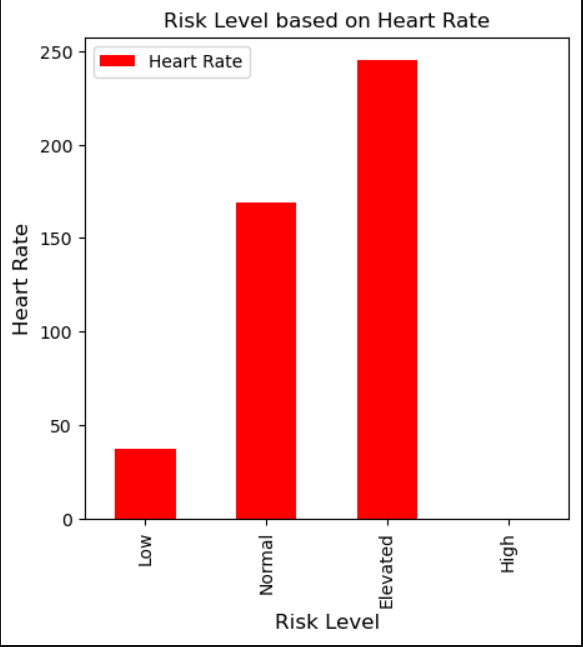 Risk Level based on Heart Rate
Heart Rate
250
200
150
100
50
0
Heart Rate
Low
Normal
Elevated
High
Risk Level